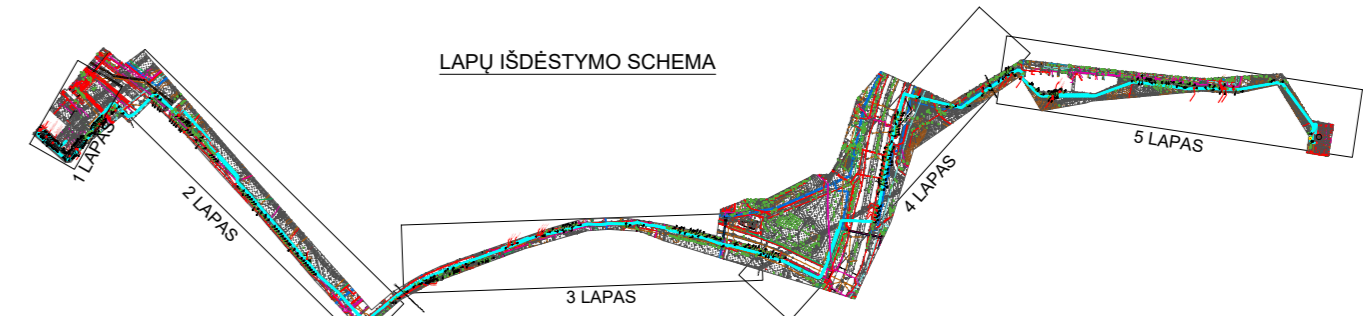 LAPŲ IŠDĖSTYMO SCHEMA
1 LAPAS
2 LAPAS
3 LAPAS
4 LAPAS
5 LAPAS